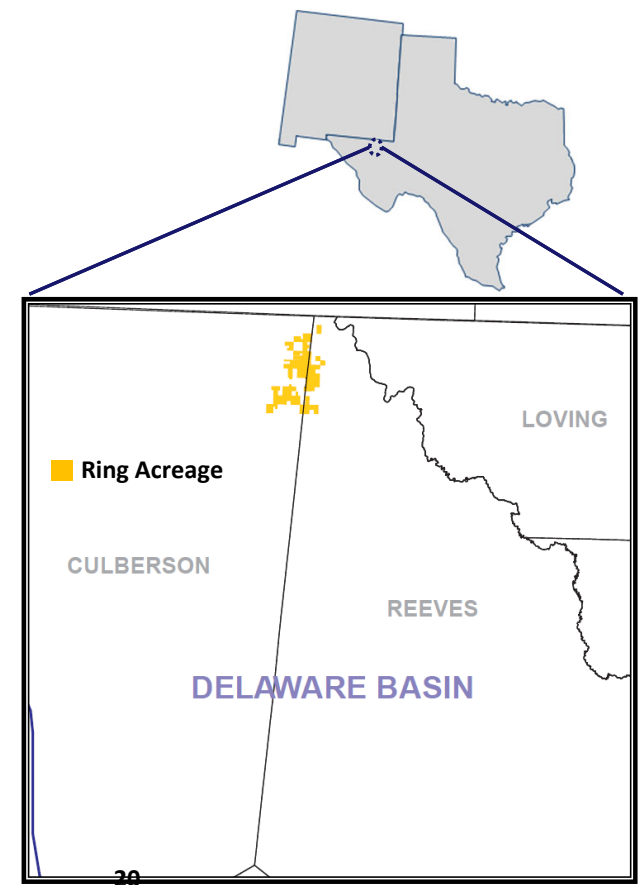 LOVING
Ring Acreage
CULBERSON
REEVES
DELAWARE BASIN
20